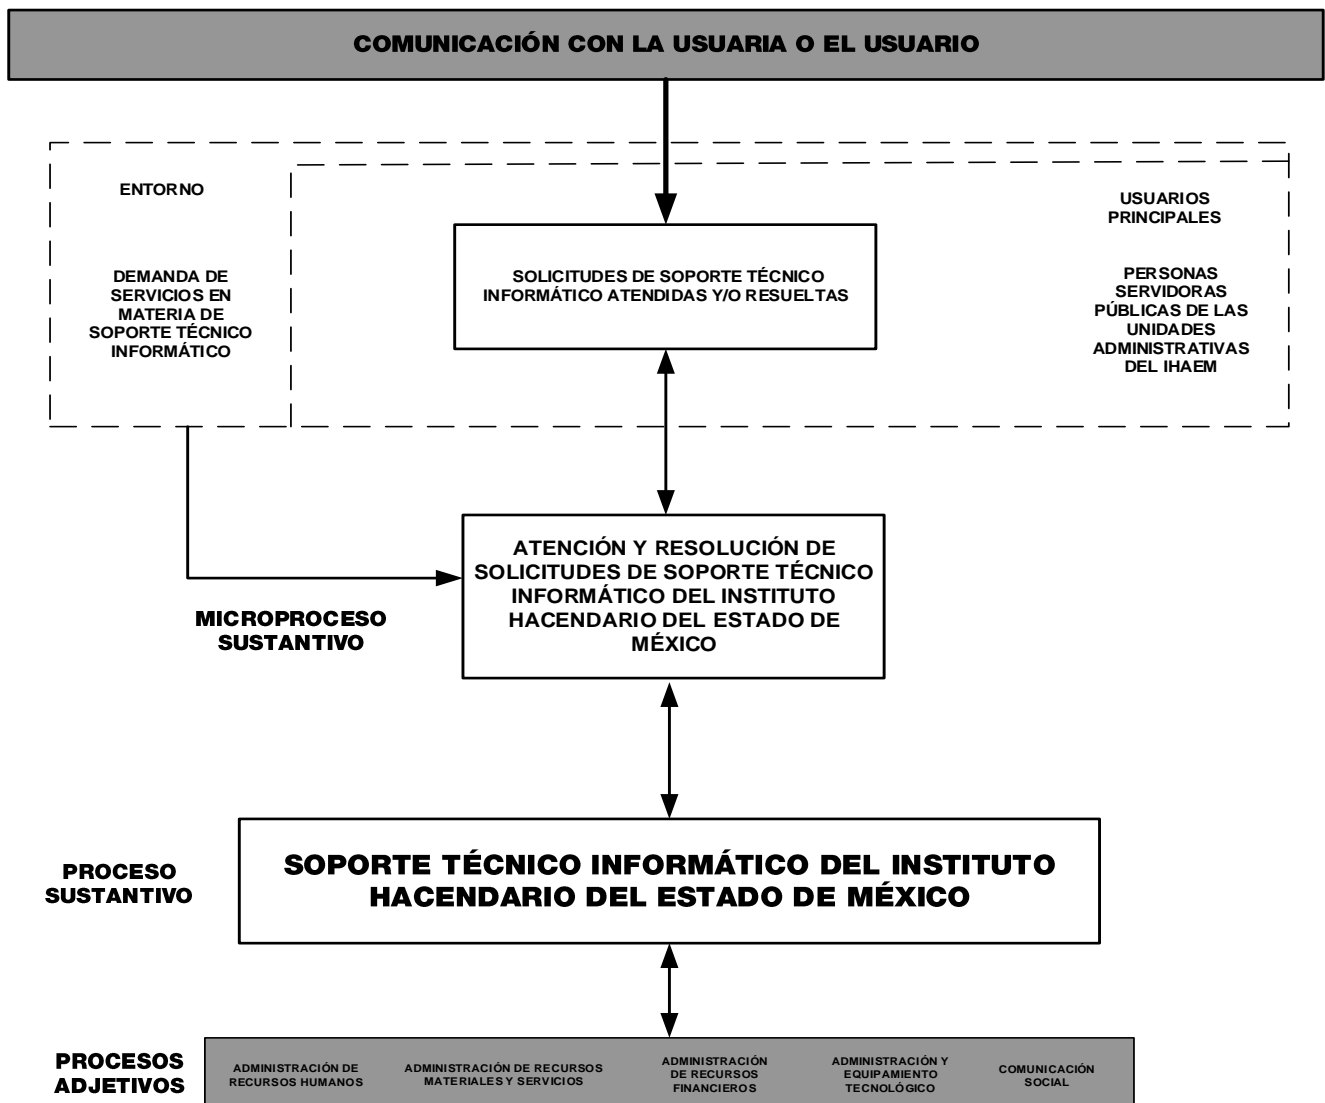 COMUNICACIÓN CON LA USUARIA O EL USUARIO
ENTORNO
DEMANDA DE
SERVICIOS EN
MATERIA DE
SOPORTE TÉCNICO
INFORMÁTICO
SOLICITUDES DE SOPORTE TÉCNICO
INFORMÁTICO ATENDIDAS Y/O RESUELTAS
USUARIOS
PRINCIPALES
PERSONAS
SERVIDORAS
PÚBLICAS DE LAS
UNIDADES
ADMINISTRATIVAS
DEL IHAEM
ATENCIÓN Y RESOLUCIÓN DE
SOLICITUDES DE SOPORTE TÉCNICO
INFORMÁTICO DEL INSTITUTO
HACENDARIO DEL ESTADO DE
MÉXICO
MICROPROCESO
SUSTANTIVO
PROCESO
SUSTANTIVO
SOPORTE TÉCNICO INFORMÁTICO DEL INSTITUTO
HACENDARIO DEL ESTADO DE MÉXICO
PROCESOS
ADJETIVOS
ADMINISTRACIÓN DE
RECURSOS HUMANOS
ADMINISTRACIÓN DE RECURSOS
MATERIALES Y SERVICIOS
ADMINISTRACIÓN
DE RECURSOS
FINANCIEROS
ADMINISTRACIÓN Y
EQUIPAMIENTO
TECNOLÓGICO
COMUNICACIÓN
SOCIAL